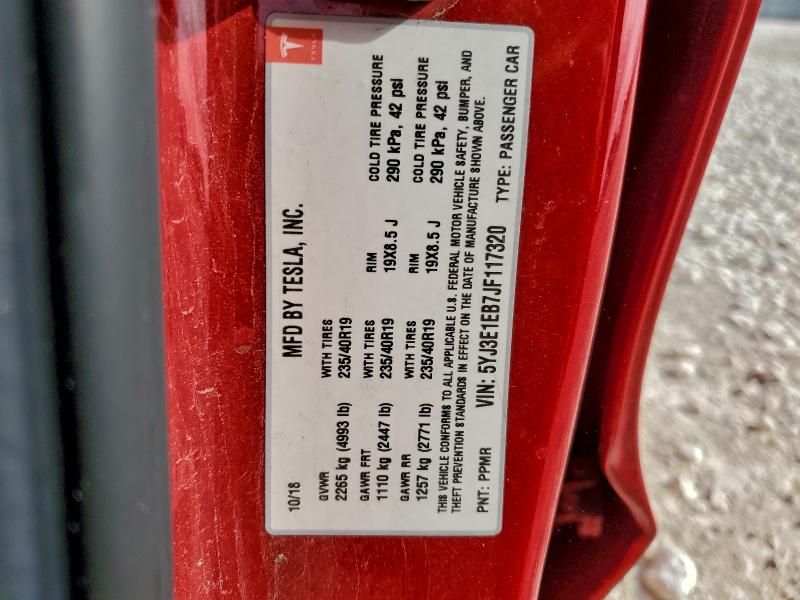 TESLA
10/18 MFD BY TESLA, INC.
GVWR WITH TIRES RIM COLD TIRE PRESSURE
2265 kg (4993 lb) 235/40R19
GAWR FRT WITH TIRES RIM COLD TIRE PRESSURE
1110 kg (2447 lb) 235/40R19 19X8.5 J 290 kPa, 42 psi
GAWR RR WITH TIRES RIM COLD TIRE PRESSURE
1257 kg (2771 lb) 235/40R19 19X8.5 J 290 kPa, 42 psi
THIS VEHICLE CONFORMS TO ALL APPLICABLE U.S. FEDERAL MOTOR VEHICLE SAFETY, BUMPER, AND
THEFT PREVENTION STANDARDS IN EFFECT ON THE DATE OF MANUFACTURE SHOWN ABOVE.
PNT: PPMR VIN: 5YJ3E1EB7JF117320 TYPE: PASSENGER CAR